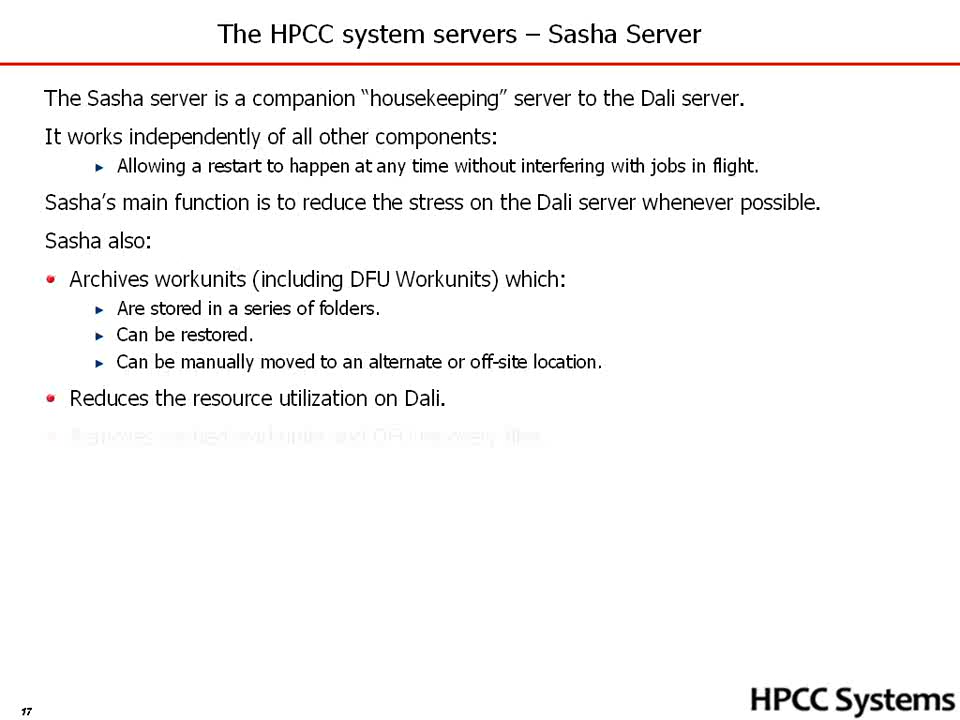 The HPCC system servers – Sasha Server
The Sasha server is a companion “housekeeping” server to the Dali server.
It works independently of all other components:
Allowing a restart to happen at any time without interfering with jobs in flight.
Sasha’s main function is to reduce the stress on the Dali server whenever possible.
Sasha also:
Archives workunits (including DFU Workunits) which:
Are stored in a series of folders.
Can be restored.
Can be manually moved to an alternate or off-site location.
Reduces the resource utilization on Dali.
17
HPCC Systems